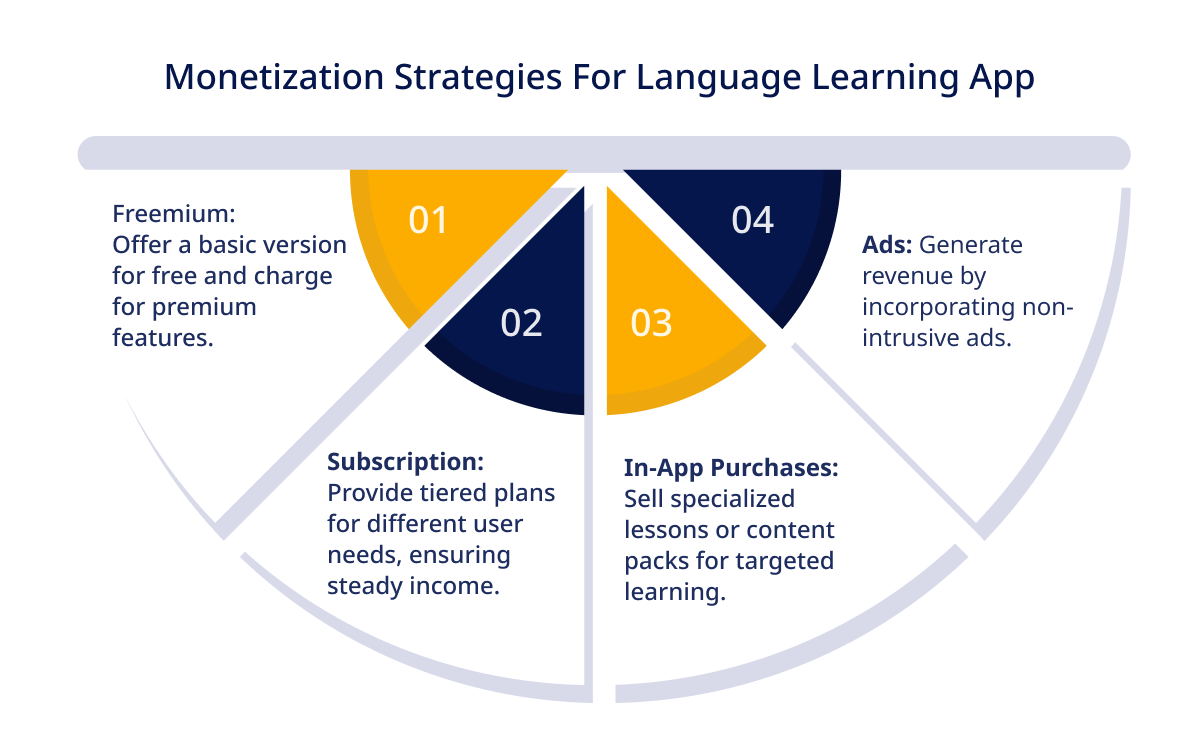 Monetization Strategies For Language Learning App
01
Freemium:
Offer a basic version
for free and charge
for premium
features.
02
Subscription:
Provide tiered plans
for different user
needs, ensuring
steady income.
03
In-App Purchases:
Sell specialized
lessons or content
packs for targeted
learning.
04
Ads: Generate
revenue by
incorporating non-
intrusive ads.